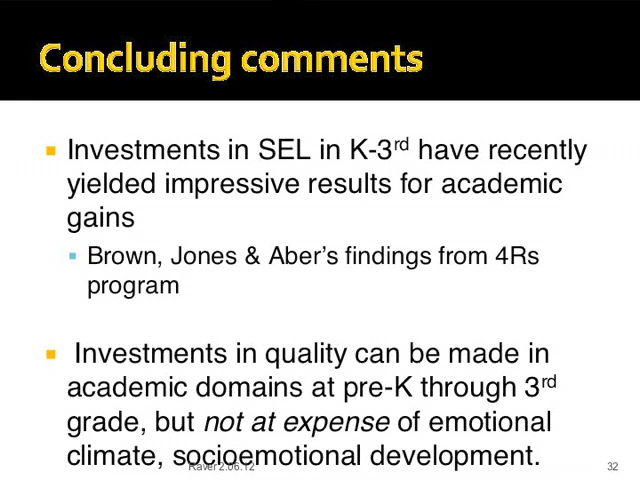 Concluding comments
Investments in SEL in K-3rd have recently
yielded impressive results for academic
gains
Brown, Jones & Aber's findings from 4Rs
program
Investments in quality can be made in
academic domains at pre-K through 3rd
grade, but not at expense of emotional
climate, socioemotional development.
Raver 2.06.12
32